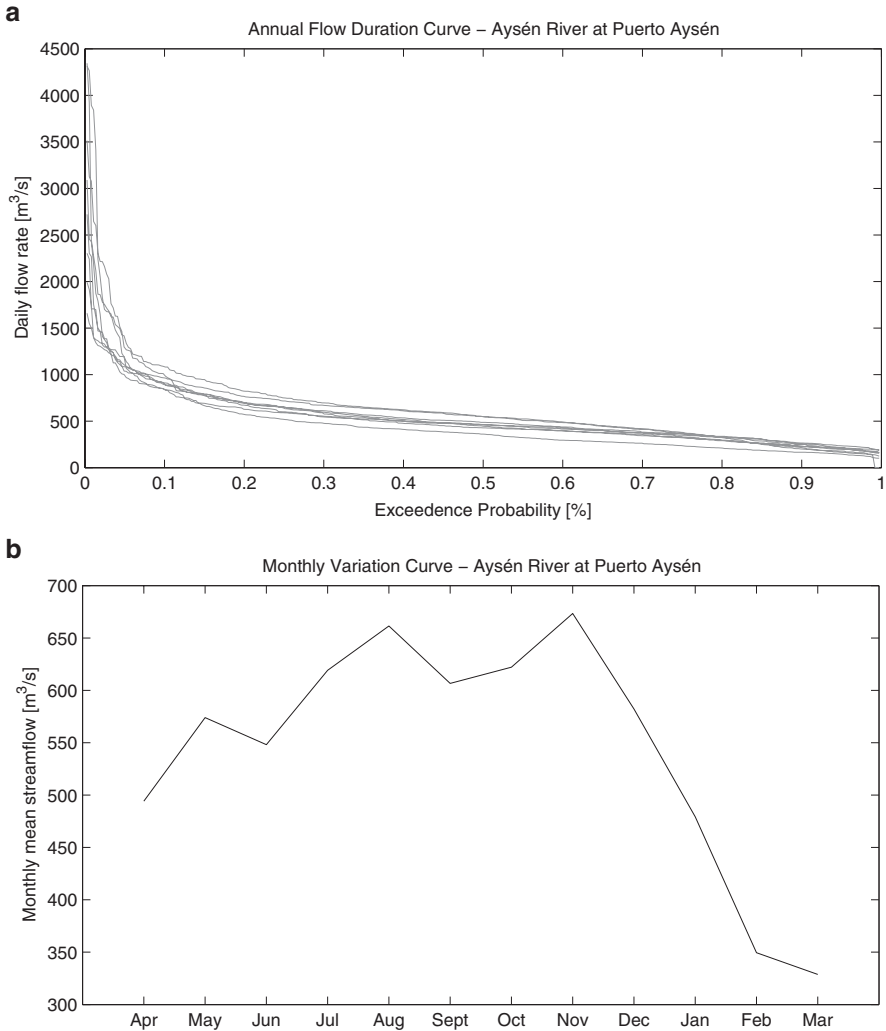 a
Annual Flow Duration Curve – Aysén River at Puerto Aysén
4500
4000
3500
3000
2500
2000
1500
1000
500
0
Daily flow rate [m³/s]
0 0.1 0.2 0.3 0.4 0.5 0.6 0.7 0.8 0.9 1
Exceedence Probability [%]
b
Monthly Variation Curve – Aysén River at Puerto Aysén
700
650
600
550
500
450
400
350
300
Monthly mean streamflow [m³/s]
Apr May Jun Jul Aug Sept Oct Nov Dec Jan Feb Mar